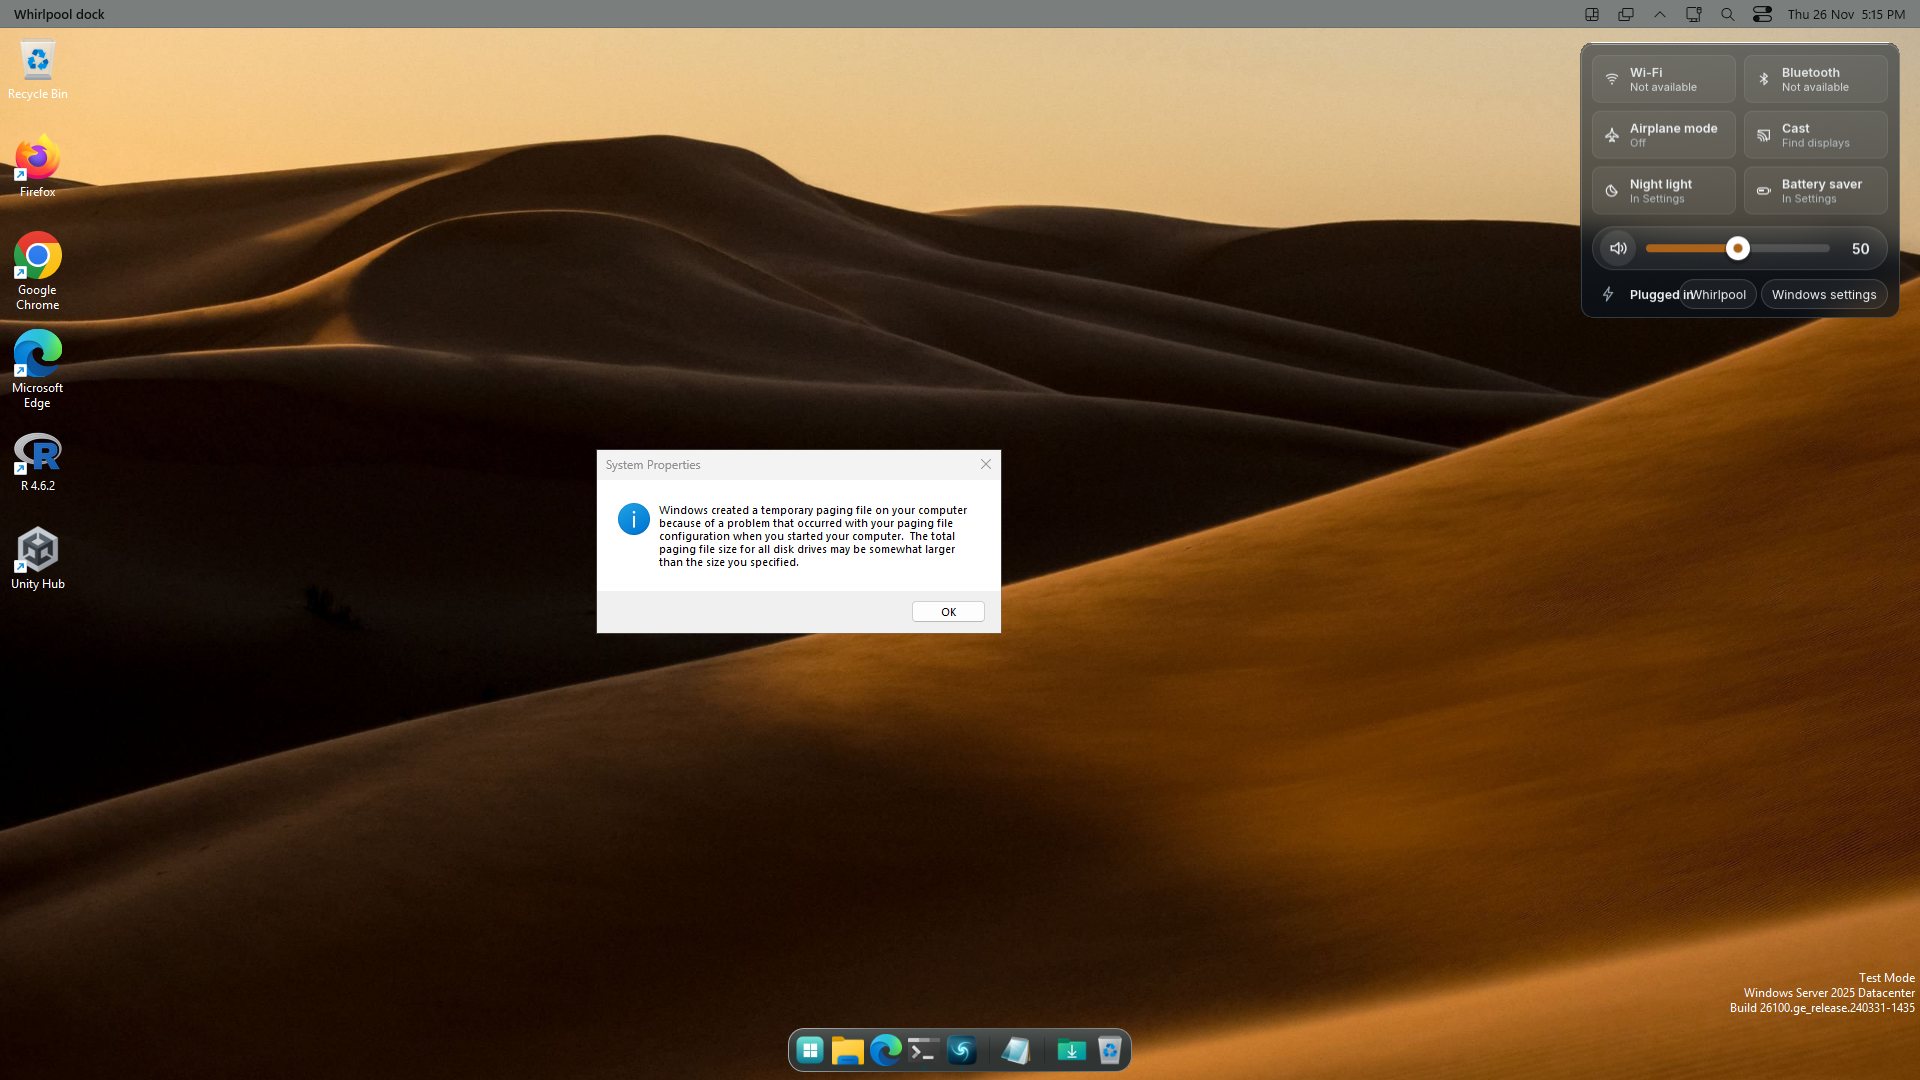 Whirlpool dock
Thu 26 Nov 5:15 PM
Recycle Bin
Firefox
Google
Chrome
Microsoft
Edge
R 4.6.2
Unity Hub
Wi-Fi
Not available
Bluetooth
Not available
Airplane mode
Off
Cast
Find displays
Night light
In Settings
Battery saver
In Settings
50
Plugged in
Whirlpool
Windows settings
System Properties
Windows created a temporary paging file on your computer
because of a problem that occurred with your paging file
configuration when you started your computer.  The total
paging file size for all disk drives may be somewhat larger
than the size you specified.
OK
Test Mode
Windows Server 2025 Datacenter
Build 26100.ge_release.240331-1435